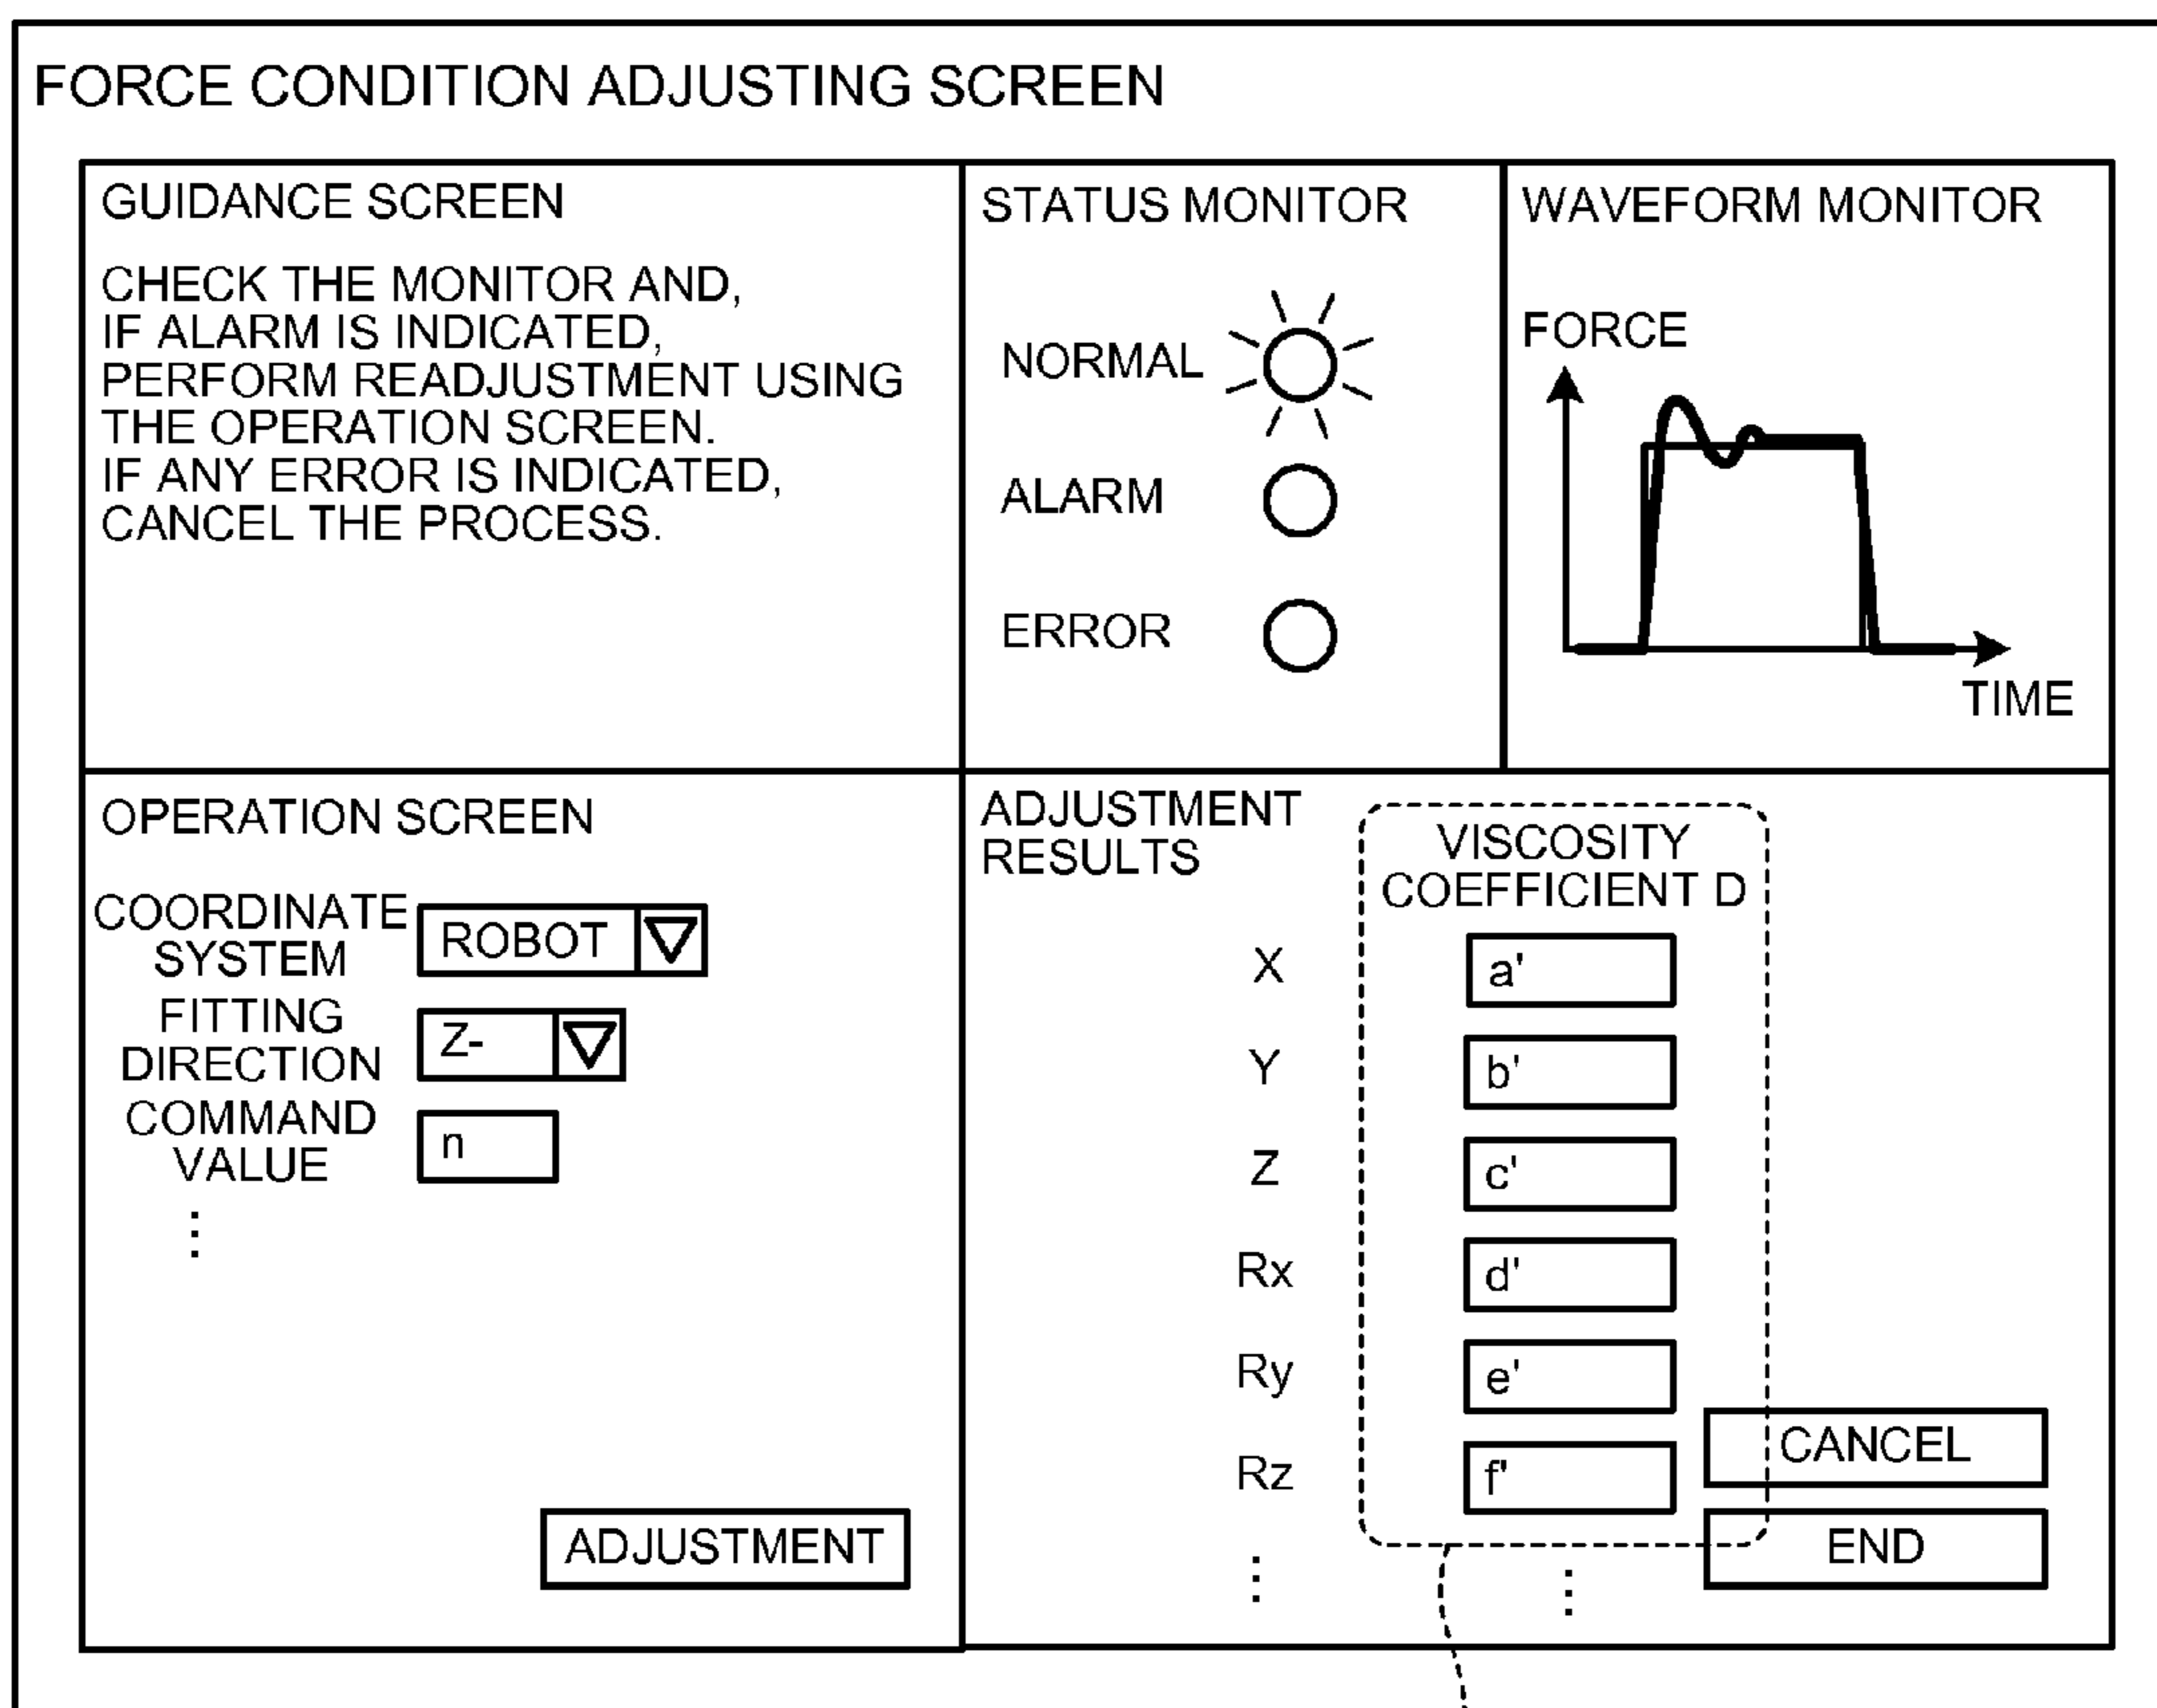 FORCE CONDITION ADJUSTING SCREEN
GUIDANCE SCREEN
CHECK THE MONITOR AND,
IF ALARM IS INDICATED,
PERFORM READJUSTMENT USING
THE OPERATION SCREEN.
IF ANY ERROR IS INDICATED,
CANCEL THE PROCESS.
STATUS MONITOR
NORMAL
ALARM
ERROR
WAVEFORM MONITOR
FORCE
TIME
OPERATION SCREEN
COORDINATE
SYSTEM
ROBOT
FITTING
DIRECTION
Z-
COMMAND
VALUE
n
⋮
ADJUSTMENT
ADJUSTMENT
RESULTS
VISCOSITY
COEFFICIENT D
X a'
Y b'
Z c'
Rx d'
Ry e'
Rz f'
⋮ ⋮
CANCEL
END